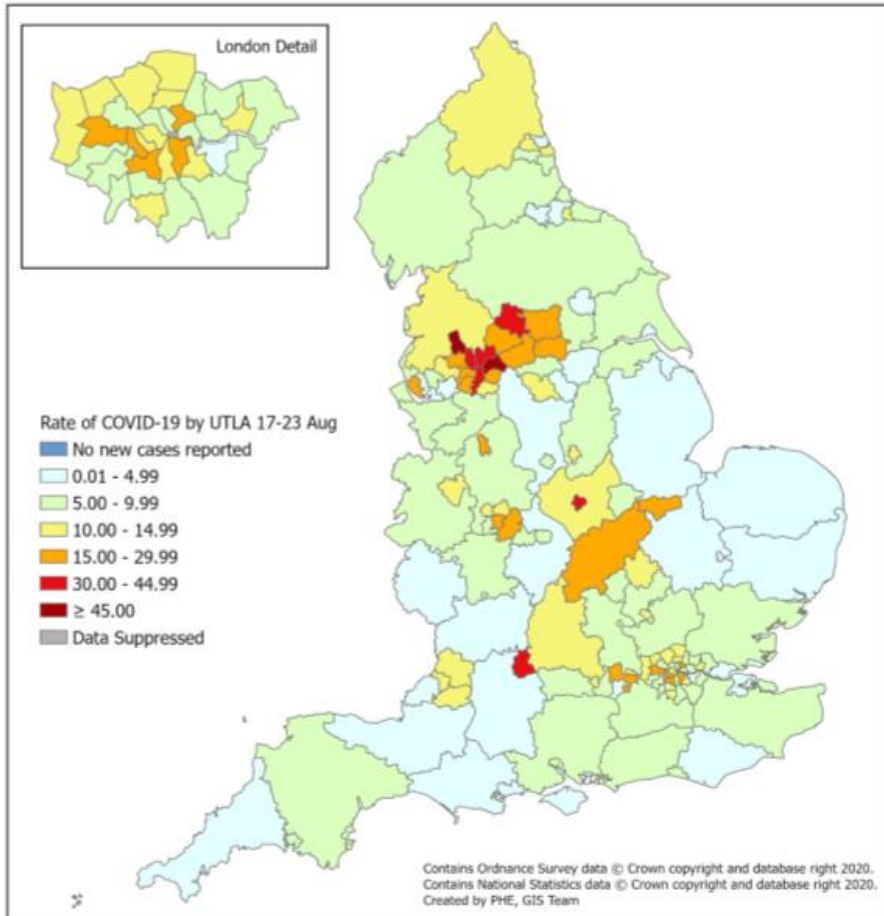 London Detail
Rate of COVID-19 by UTLA 17-23 Aug
No new cases reported
0.01 - 4.99
5.00 - 9.99
10.00 - 14.99
15.00 - 29.99
30.00 - 44.99
≥ 45.00
Data Suppressed
Contains Ordnance Survey data © Crown copyright and database right 2020.
Contains National Statistics data © Crown copyright and database right 2020.
Created by PHE, GIS Team